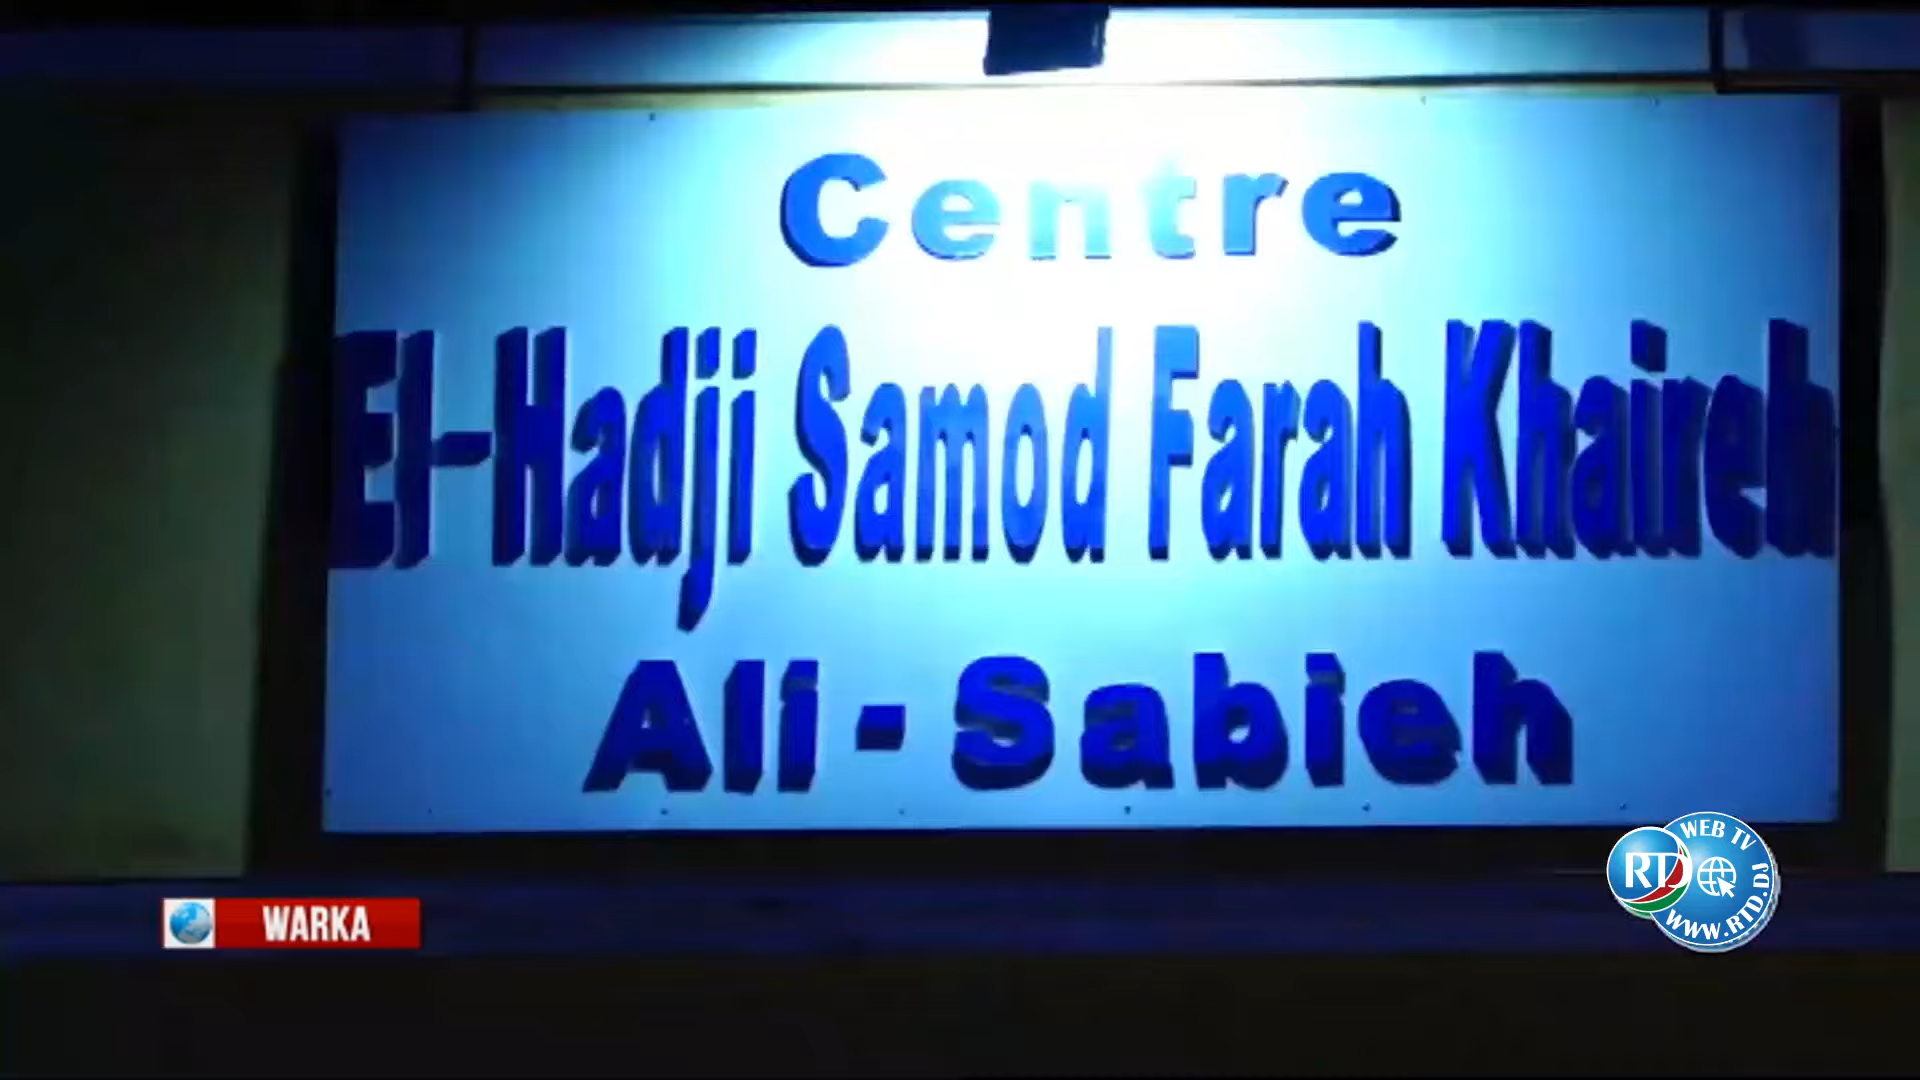 Centre
El-Hadji Samod Farah Khaireh
Ali-Sabieh
WARKA
WEB TV
RTD
WWW.RTD.DJ